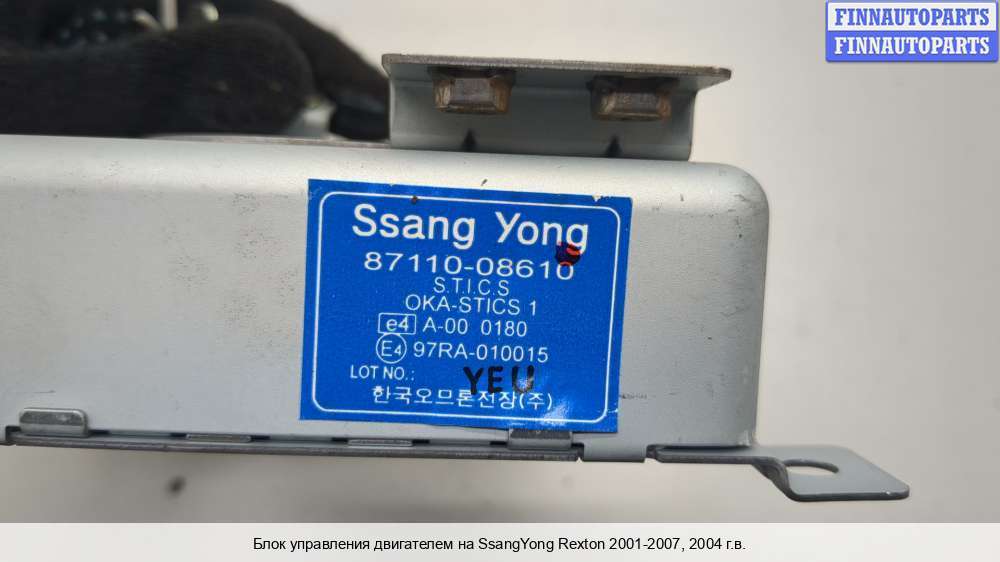 FINNAUTOPARTS
FINNAUTOPARTS
Ssang Yong
87110-08610
S.T.I.C.S
OKA-STICS 1
e4 A-00 0180
E4 97RA-010015
LOT NO.: YEU
한국오므론전장(주)
Блок управления двигателем на SsangYong Rexton 2001-2007, 2004 г.в.